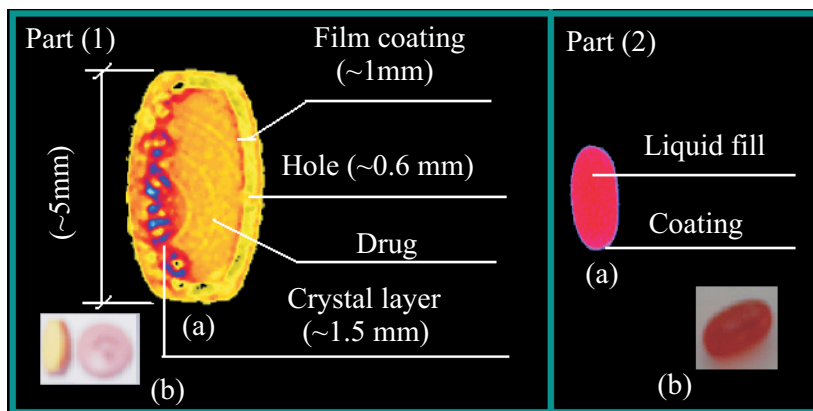 Part (1)
Film coating
(~1mm)
(~5mm)
Hole (~0.6 mm)
Drug
Crystal layer
(~1.5 mm)
(a)
(b)
Part (2)
Liquid fill
Coating
(a)
(b)